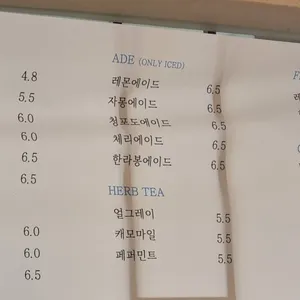 ADE (ONLY ICED)
레몬에이드 6.5
자몽에이드 6.5
청포도에이드 6.5
체리에이드 6.5
한라봉에이드 6.5
HERB TEA
얼그레이 5.5
캐모마일 5.5
페퍼민트 5.5
4.8
5.5
6.0
6.0
6.5
6.5
6.0
6.0
6.5